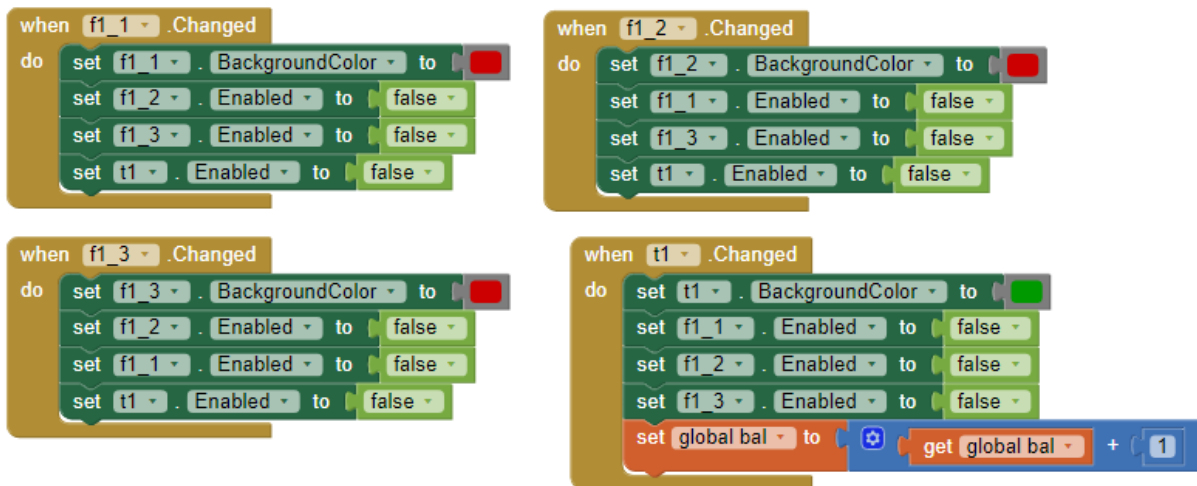 when f1_1 .Changed
do set f1_1 . BackgroundColor to
set f1_2 . Enabled to false
set f1_3 . Enabled to false
set t1 . Enabled to false
when f1_2 .Changed
do set f1_2 . BackgroundColor to
set f1_1 . Enabled to false
set f1_3 . Enabled to false
set t1 . Enabled to false
when f1_3 .Changed
do set f1_3 . BackgroundColor to
set f1_2 . Enabled to false
set f1_1 . Enabled to false
set t1 . Enabled to false
when t1 .Changed
do set t1 . BackgroundColor to
set f1_1 . Enabled to false
set f1_2 . Enabled to false
set f1_3 . Enabled to false
set global bal to get global bal + 1